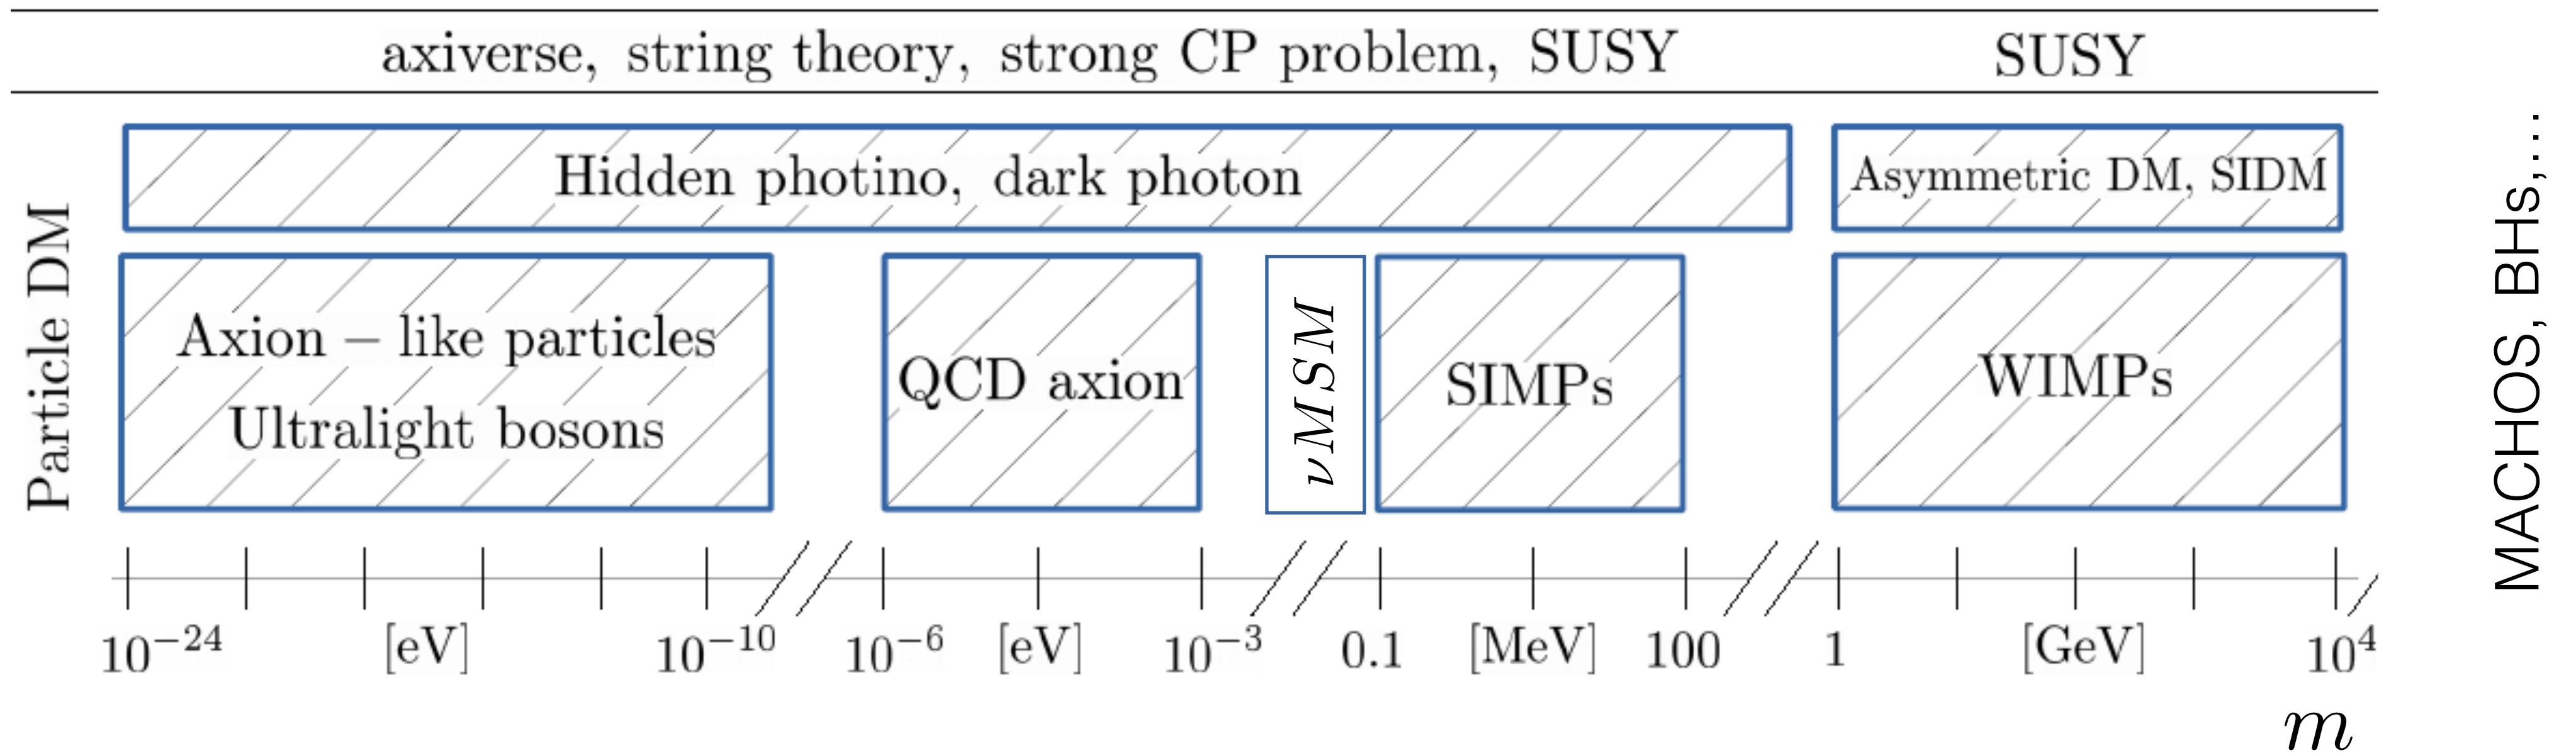 axiverse, string theory, strong CP problem, SUSY
SUSY
Particle DM
Hidden photino, dark photon
Asymmetric DM, SIDM
Axion – like particles
Ultralight bosons
QCD axion
νMSM
SIMPs
WIMPs
10⁻²⁴ [eV] 10⁻¹⁰ 10⁻⁶ [eV] 10⁻³ 0.1 [MeV] 100 1 [GeV] 10⁴
m
MACHOS, BHs,...